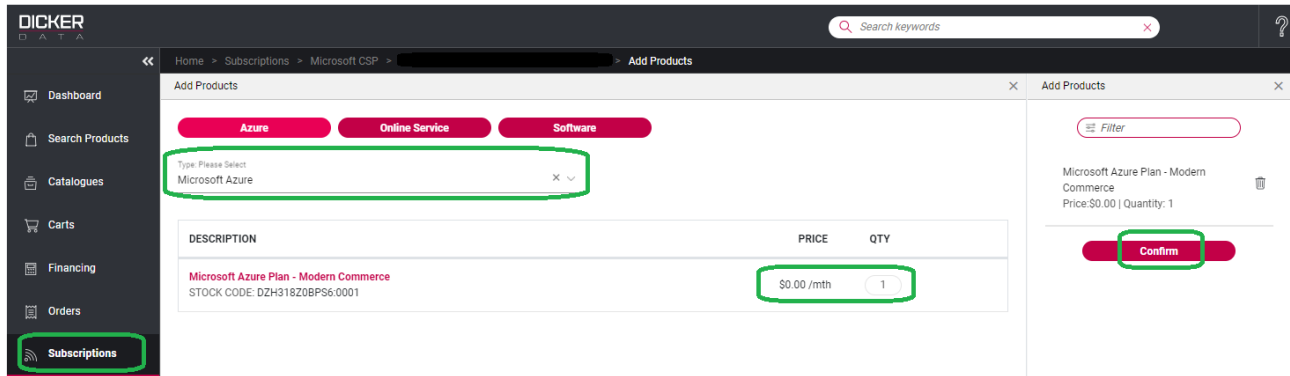 DICKER
DATA
Search keywords
Home > Subscriptions > Microsoft CSP > > Add Products
Dashboard
Search Products
Catalogues
Carts
Financing
Orders
Subscriptions
Add Products
Azure
Online Service
Software
Type: Please Select
Microsoft Azure
DESCRIPTION PRICE QTY
Microsoft Azure Plan - Modern Commerce
STOCK CODE: DZH318Z0BPS6:0001
$0.00 /mth 1
Add Products
Filter
Microsoft Azure Plan - Modern
Commerce
Price:$0.00 | Quantity: 1
Confirm